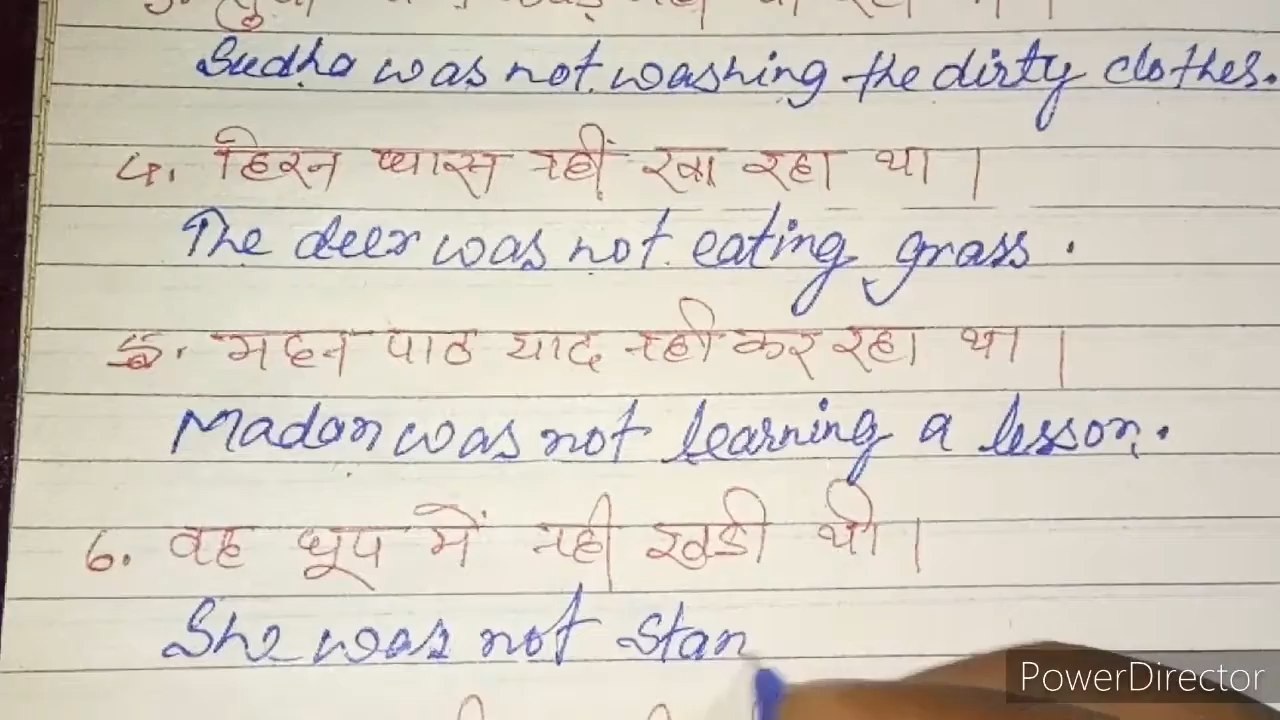 Sudha was not washing the dirty clothes.
4. हिरन घास नहीं खा रहा था ।
The deer was not eating grass.
5. मदन पाठ याद नही कर रहा था ।
Madan was not learning a lesson.
6. वह धूप में नही खडी थी ।
She was not stan
PowerDirector